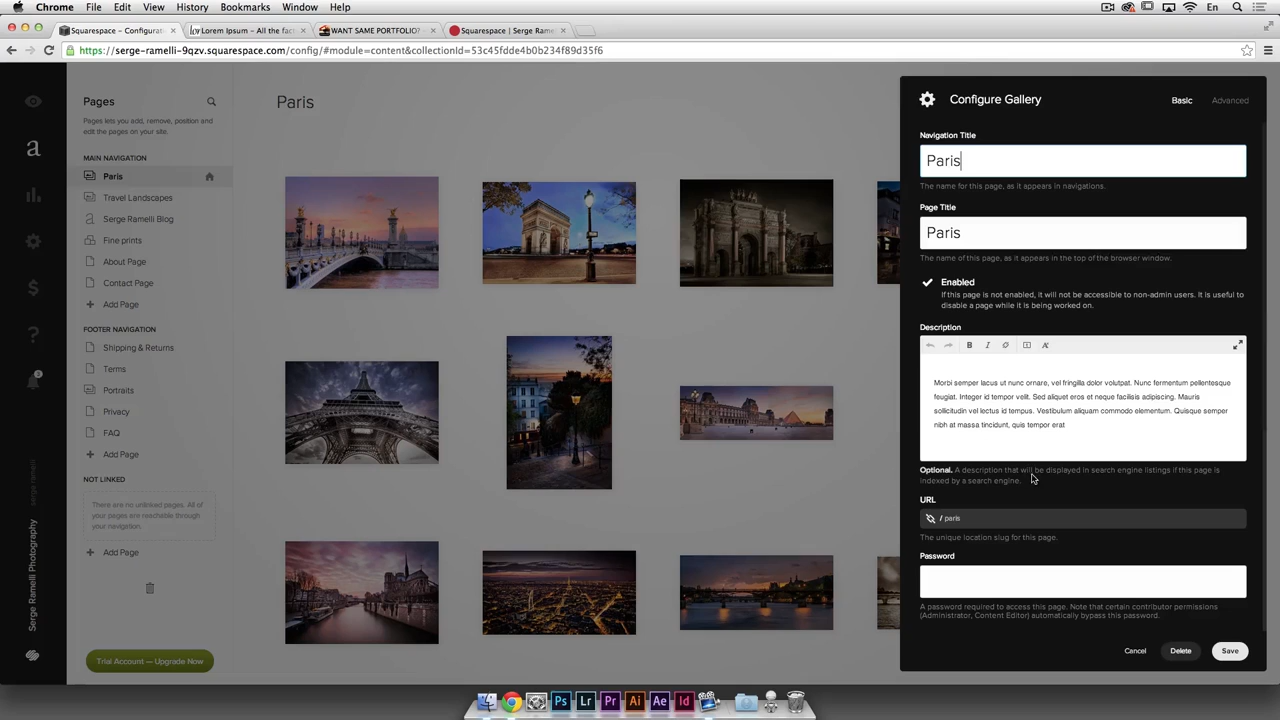 Chrome File Edit View History Bookmarks Window Help En
Squarespace – Configurat
Lorem Ipsum – All the fac
WANT SAME PORTFOLIO?
Squarespace | Serge Rame
https://serge-ramelli-9qzv.squarespace.com/config/#module=content&collectionId=53c45fdde4b0b234f89d35f6
Pages
Pages lets you add, remove, position and
edit the pages on your site.
MAIN NAVIGATION
Paris
Travel Landscapes
Serge Ramelli Blog
Fine prints
About Page
Contact Page
+ Add Page
FOOTER NAVIGATION
Shipping & Returns
Terms
Portraits
Privacy
FAQ
+ Add Page
NOT LINKED
There are no unlinked pages. All of
your pages are reachable through
your navigation.
+ Add Page
Trial Account — Upgrade Now
a
$
?
1
Serge Ramelli Photography
Paris
Configure Gallery
Basic
Advanced
Navigation Title
Paris
The name for this page, as it appears in navigations.
Page Title
Paris
The name of this page, as it appears in the top of the browser window.
Enabled
If this page is not enabled, it will not be accessible to non-admin users. It is useful to
disable a page while it is being worked on.
Description
B I
Morbi semper lacus ut nunc ornare, vel fringilla dolor volutpat. Nunc fermentum pellentesque
feugiat. Integer id tempor velit. Sed aliquet eros et neque facilisis adipiscing. Mauris
sollicitudin vel lectus id tempus. Vestibulum aliquam commodo elementum. Quisque semper
nibh at massa tincidunt, quis tempor erat
Optional. A description that will be displayed in search engine listings if this page is
indexed by a search engine.
URL
/ paris
The unique location slug for this page.
Password
A password required to access this page. Note that certain contributor permissions
(Administrator, Content Editor) automatically bypass this password.
Cancel
Delete
Save
Ps
Lr
Pr
Ai
Ae
Id